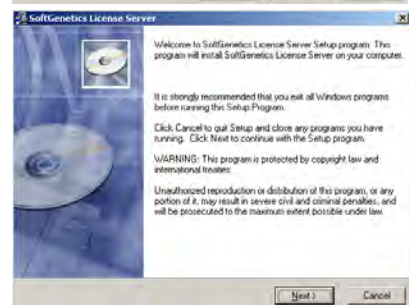 SoftGenetics License Server
Welcome to SoftGenetics License Server Setup program. This
program will install SoftGenetics License Server on your computer.
It is strongly recommended that you exit all Windows programs
before running this Setup Program.
Click Cancel to quit Setup and close any programs you have
running. Click Next to continue with the Setup program.
WARNING: This program is protected by copyright law and
international treaties.
Unauthorized reproduction or distribution of this program, or any
portion of it, may result in severe civil and criminal penalties, and
will be prosecuted to the maximum extent possible under law.
Next >
Cancel